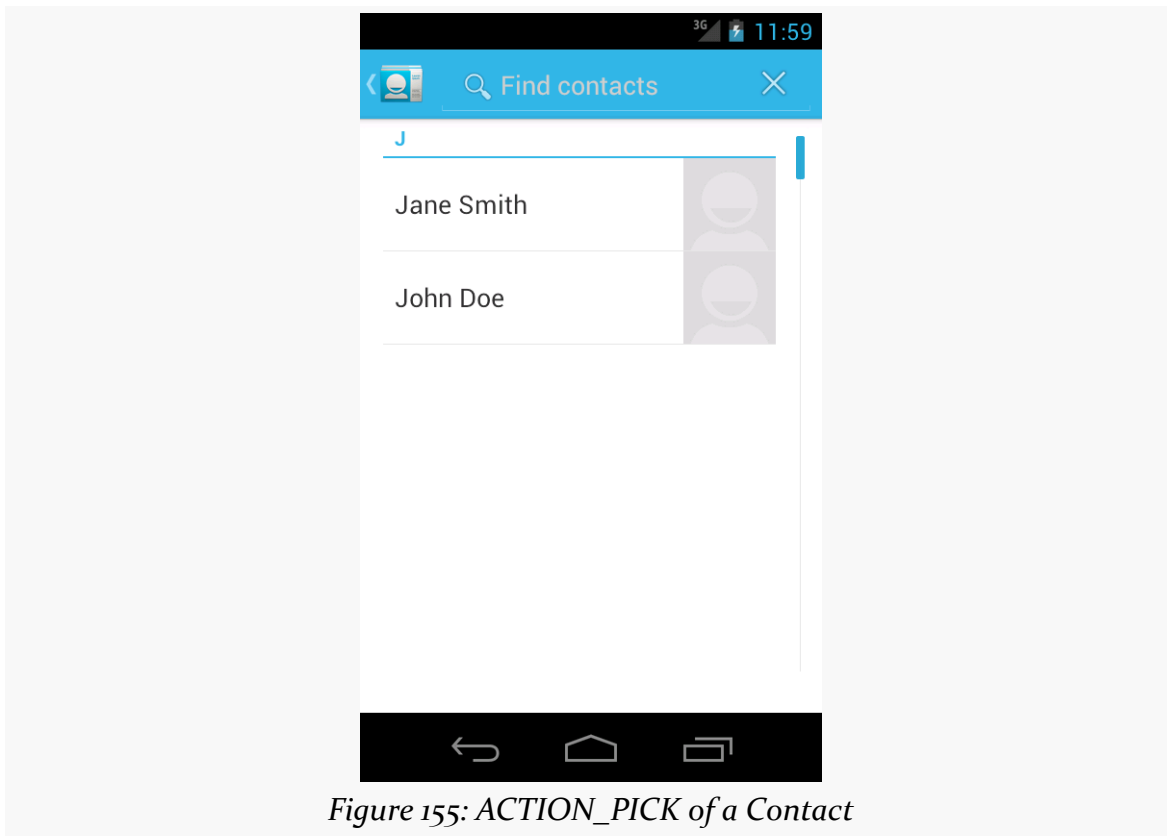 3G 11:59
Find contacts
J
Jane Smith
John Doe
Figure 155: ACTION_PICK of a Contact